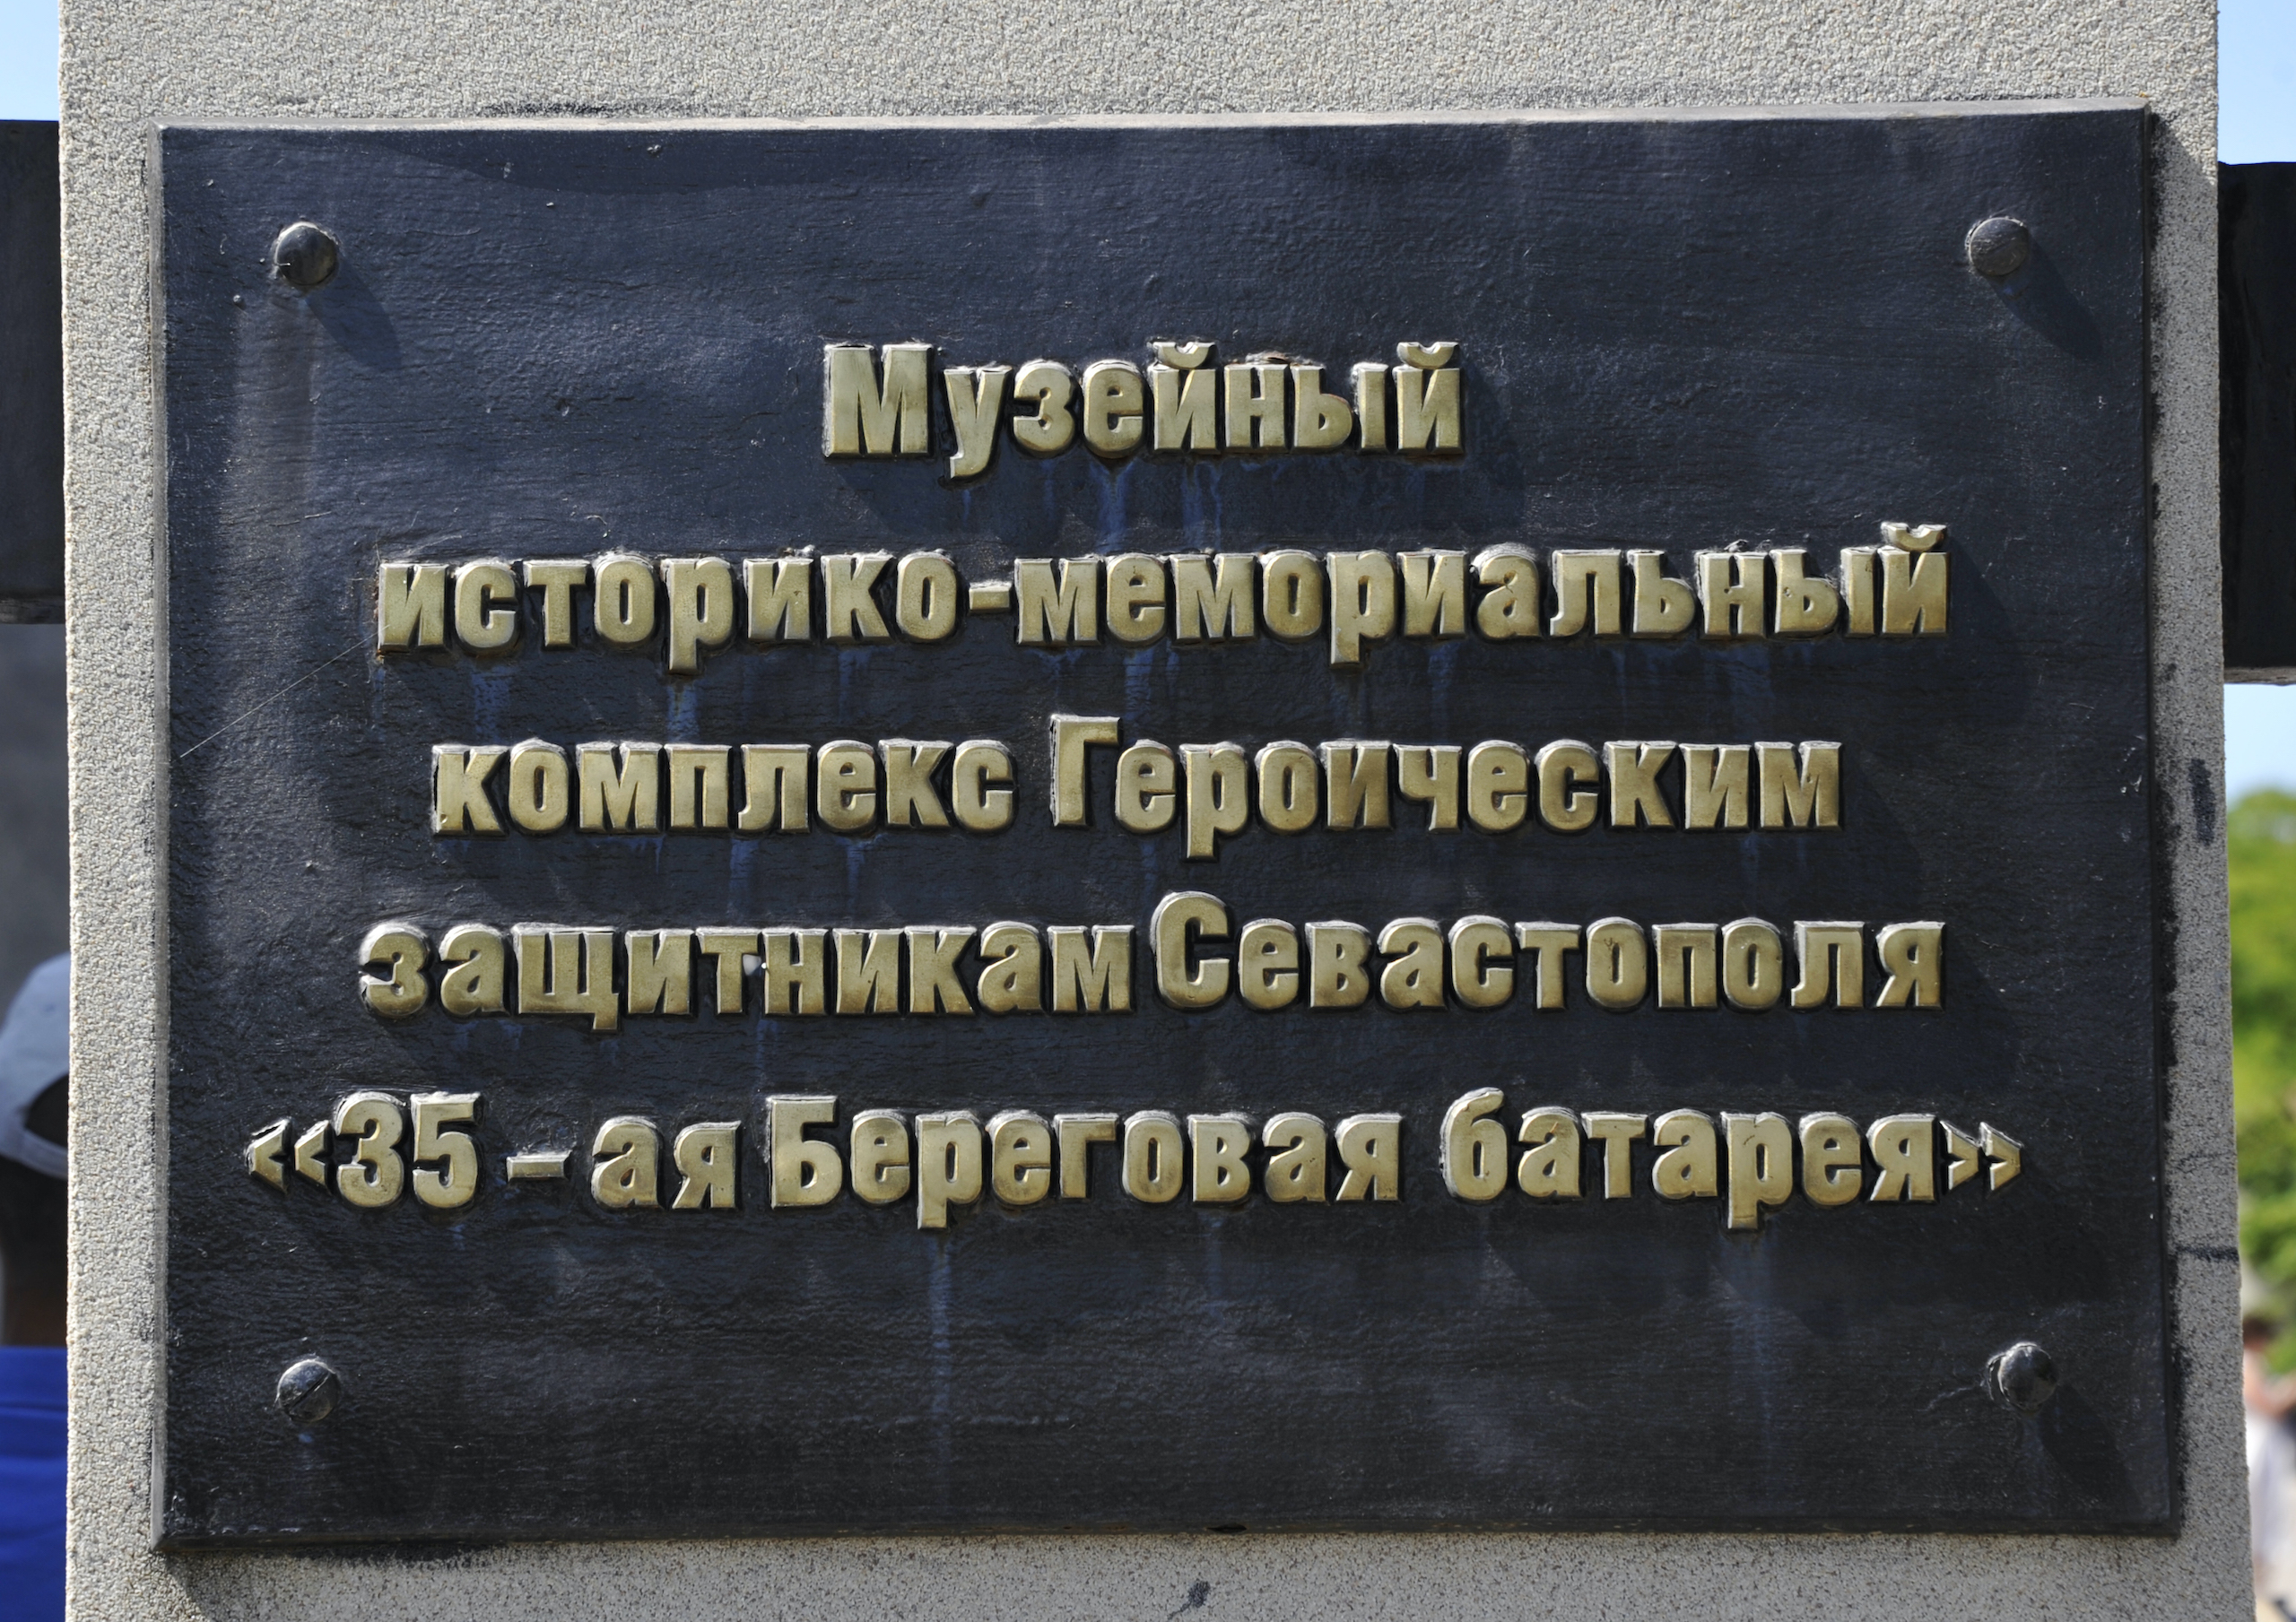 Музейный
историко-мемориальный
комплекс Героическим
защитникам Севастополя
«35 – ая Береговая батарея»